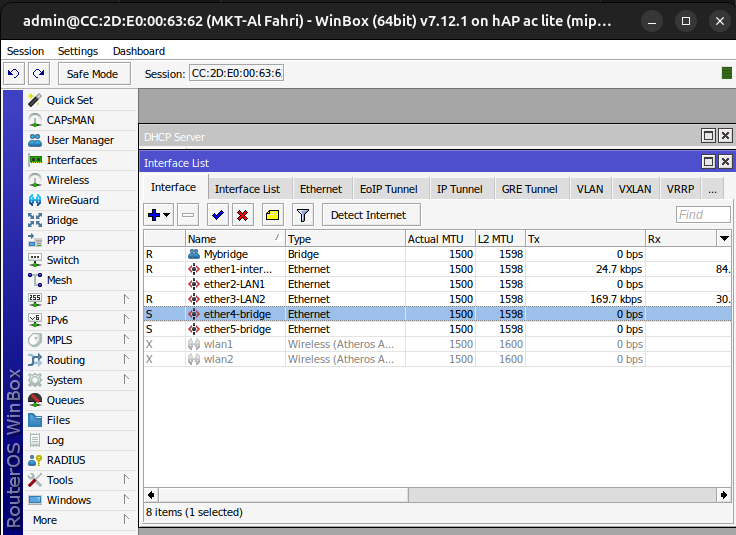 admin@CC:2D:E0:00:63:62 (MKT-Al Fahri) - WinBox (64bit) v7.12.1 on hAP ac lite (mip...
Session Settings Dashboard
Safe Mode Session: CC:2D:E0:00:63:6
Quick Set
CAPsMAN
User Manager
Interfaces
Wireless
WireGuard
Bridge
PPP
Switch
Mesh
IP
IPv6
MPLS
Routing
System
Queues
Files
Log
RADIUS
Tools
Windows
More
RouterOS WinBox
DHCP Server
Interface List
Interface Interface List Ethernet EoIP Tunnel IP Tunnel GRE Tunnel VLAN VXLAN VRRP ...
Detect Internet Find
Name Type Actual MTU L2 MTU Tx Rx
R Mybridge Bridge 1500 1598 0 bps
R ether1-inter... Ethernet 1500 1598 24.7 kbps 84.
ether2-LAN1 Ethernet 1500 1598 0 bps
R ether3-LAN2 Ethernet 1500 1598 169.7 kbps 30.
S ether4-bridge Ethernet 1500 1598 0 bps
S ether5-bridge Ethernet 1500 1598 0 bps
X wlan1 Wireless (Atheros A... 1500 1600 0 bps
X wlan2 Wireless (Atheros A... 1500 1600 0 bps
8 items (1 selected)